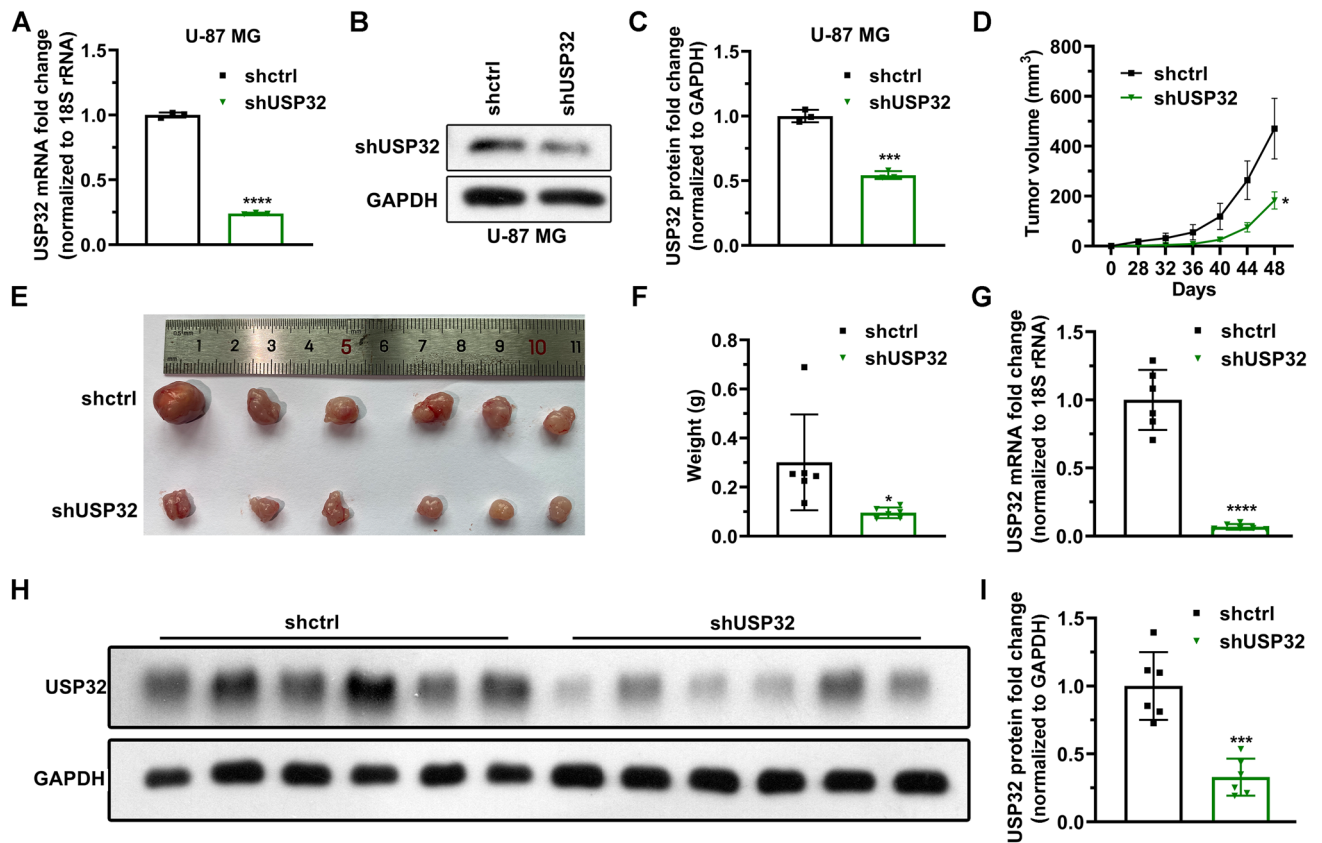 A
U-87 MG
USP32 mRNA fold change
(normalized to 18S rRNA)
1.5
1.0
0.5
0.0
shctrl
shUSP32
****
B
shctrl
shUSP32
shUSP32
GAPDH
U-87 MG
C
U-87 MG
USP32 protein fold change
(normalized to GAPDH)
1.5
1.0
0.5
0.0
shctrl
shUSP32
***
D
Tumor volume (mm³)
800
600
400
200
0
shctrl
shUSP32
*
0 28 32 36 40 44 48
Days
E
1 2 3 4 5 6 7 8 9 10 11
shctrl
shUSP32
F
Weight (g)
0.8
0.6
0.4
0.2
0.0
shctrl
shUSP32
*
G
USP32 mRNA fold change
(normalized to 18S rRNA)
1.5
1.0
0.5
0.0
shctrl
shUSP32
****
H
shctrl
shUSP32
USP32
GAPDH
I
USP32 protein fold change
(normalized to GAPDH)
1.5
1.0
0.5
0.0
shctrl
shUSP32
***